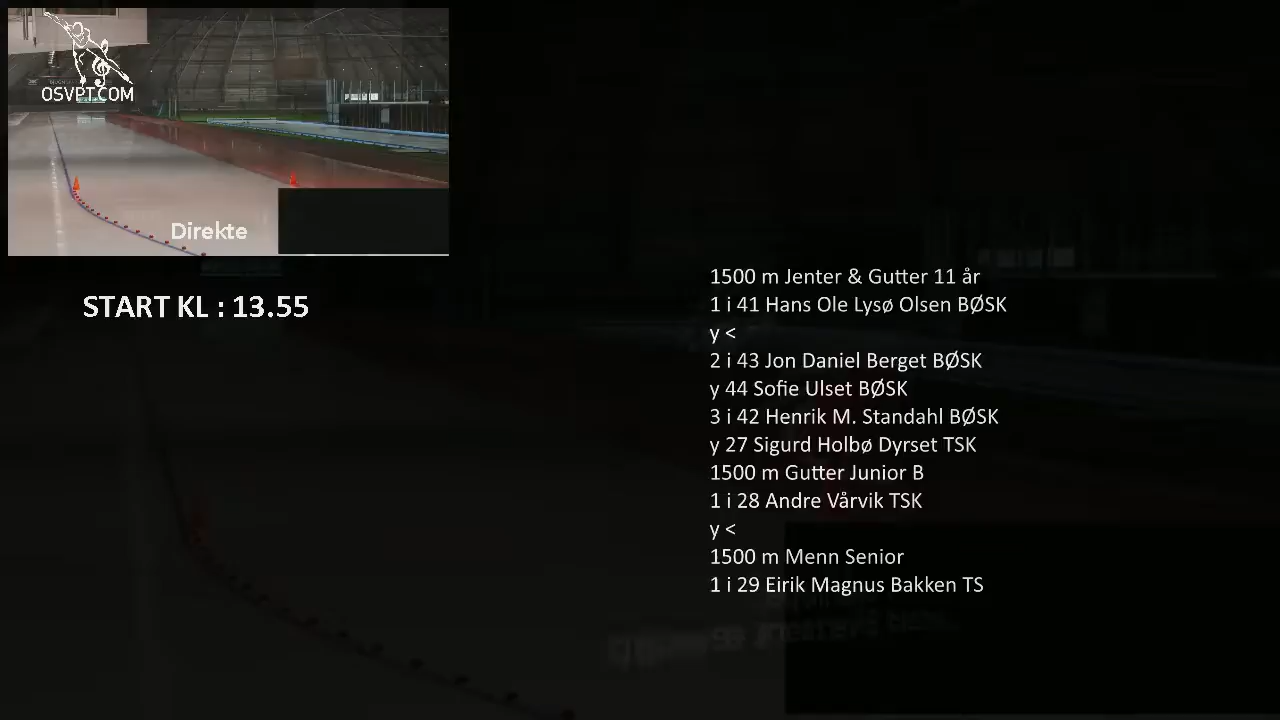 OSVPT.COM
Direkte
START KL : 13.55
1500 m Jenter & Gutter 11 år
1 i 41 Hans Ole Lysø Olsen BØSK
y <
2 i 43 Jon Daniel Berget BØSK
y 44 Sofie Ulset BØSK
3 i 42 Henrik M. Standahl BØSK
y 27 Sigurd Holbø Dyrset TSK
1500 m Gutter Junior B
1 i 28 Andre Vårvik TSK
y <
1500 m Menn Senior
1 i 29 Eirik Magnus Bakken TS